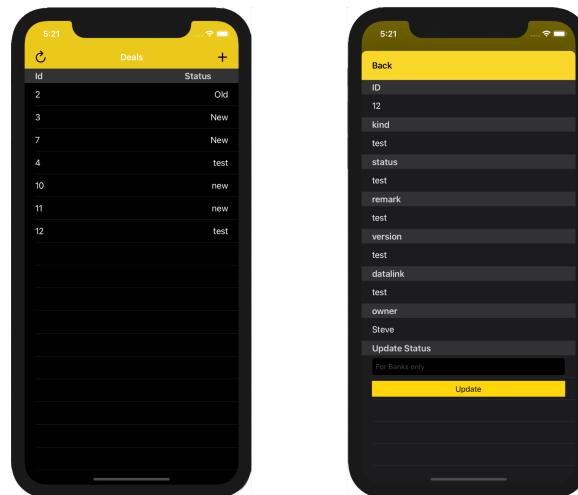 5:21
Deals
Id Status
2 Old
3 New
7 New
4 test
10 new
11 new
12 test
5:21
Back
ID
12
kind
test
status
test
remark
test
version
test
datalink
test
owner
Steve
Update Status
For Banks only
Update